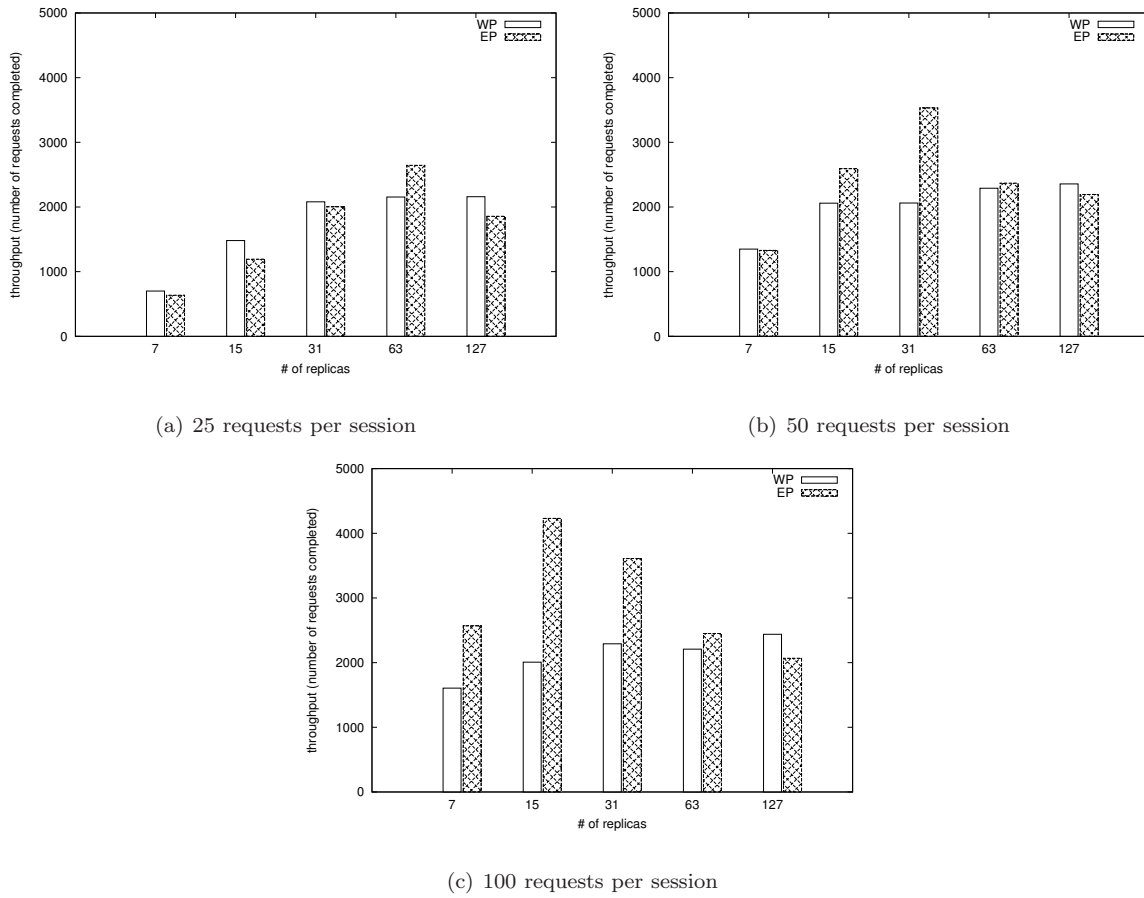 5000
4000
3000
2000
1000
0
throughput (number of requests completed)
WP
EP
7 15 31 63 127
# of replicas
(a) 25 requests per session
5000
4000
3000
2000
1000
0
throughput (number of requests completed)
WP
EP
7 15 31 63 127
# of replicas
(b) 50 requests per session
5000
4000
3000
2000
1000
0
throughput (number of requests completed)
WP
EP
7 15 31 63 127
# of replicas
(c) 100 requests per session